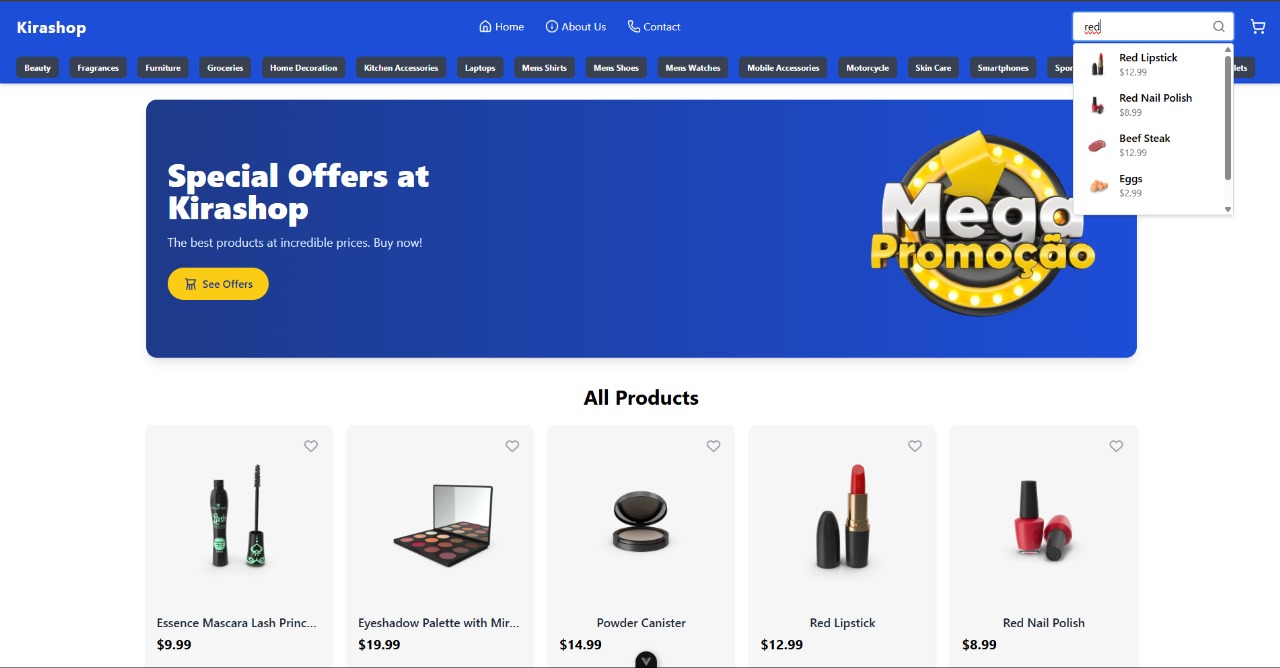 Kirashop
Home
About Us
Contact
red
Beauty
Fragrances
Furniture
Groceries
Home Decoration
Kitchen Accessories
Laptops
Mens Shirts
Mens Shoes
Mens Watches
Mobile Accessories
Motorcycle
Skin Care
Smartphones
Red Lipstick
$12.99
Red Nail Polish
$8.99
Beef Steak
$12.99
Eggs
$2.99
Special Offers at
Kirashop
The best products at incredible prices. Buy now!
See Offers
Mega
Promoção
All Products
Essence Mascara Lash Princ...
$9.99
Eyeshadow Palette with Mir...
$19.99
Powder Canister
$14.99
Red Lipstick
$12.99
Red Nail Polish
$8.99